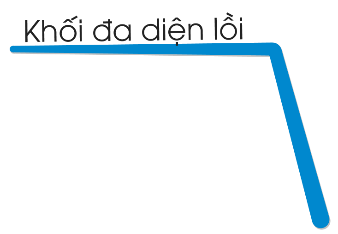 Khối đa diện lồi